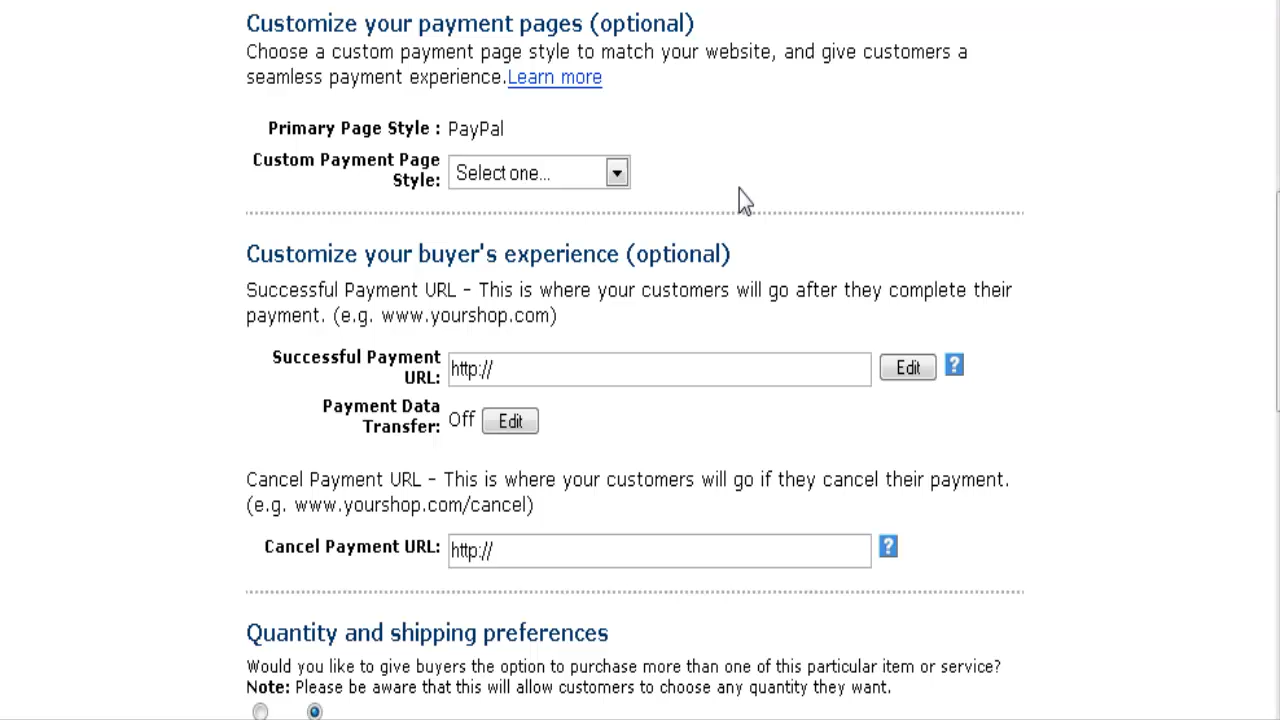 Customize your payment pages (optional)
Choose a custom payment page style to match your website, and give customers a
seamless payment experience.Learn more
Primary Page Style : PayPal
Custom Payment Page
Style: Select one...
Customize your buyer's experience (optional)
Successful Payment URL - This is where your customers will go after they complete their
payment. (e.g. www.yourshop.com)
Successful Payment
URL: http:// Edit ?
Payment Data
Transfer: Off Edit
Cancel Payment URL - This is where your customers will go if they cancel their payment.
(e.g. www.yourshop.com/cancel)
Cancel Payment URL: http:// ?
Quantity and shipping preferences
Would you like to give buyers the option to purchase more than one of this particular item or service?
Note: Please be aware that this will allow customers to choose any quantity they want.